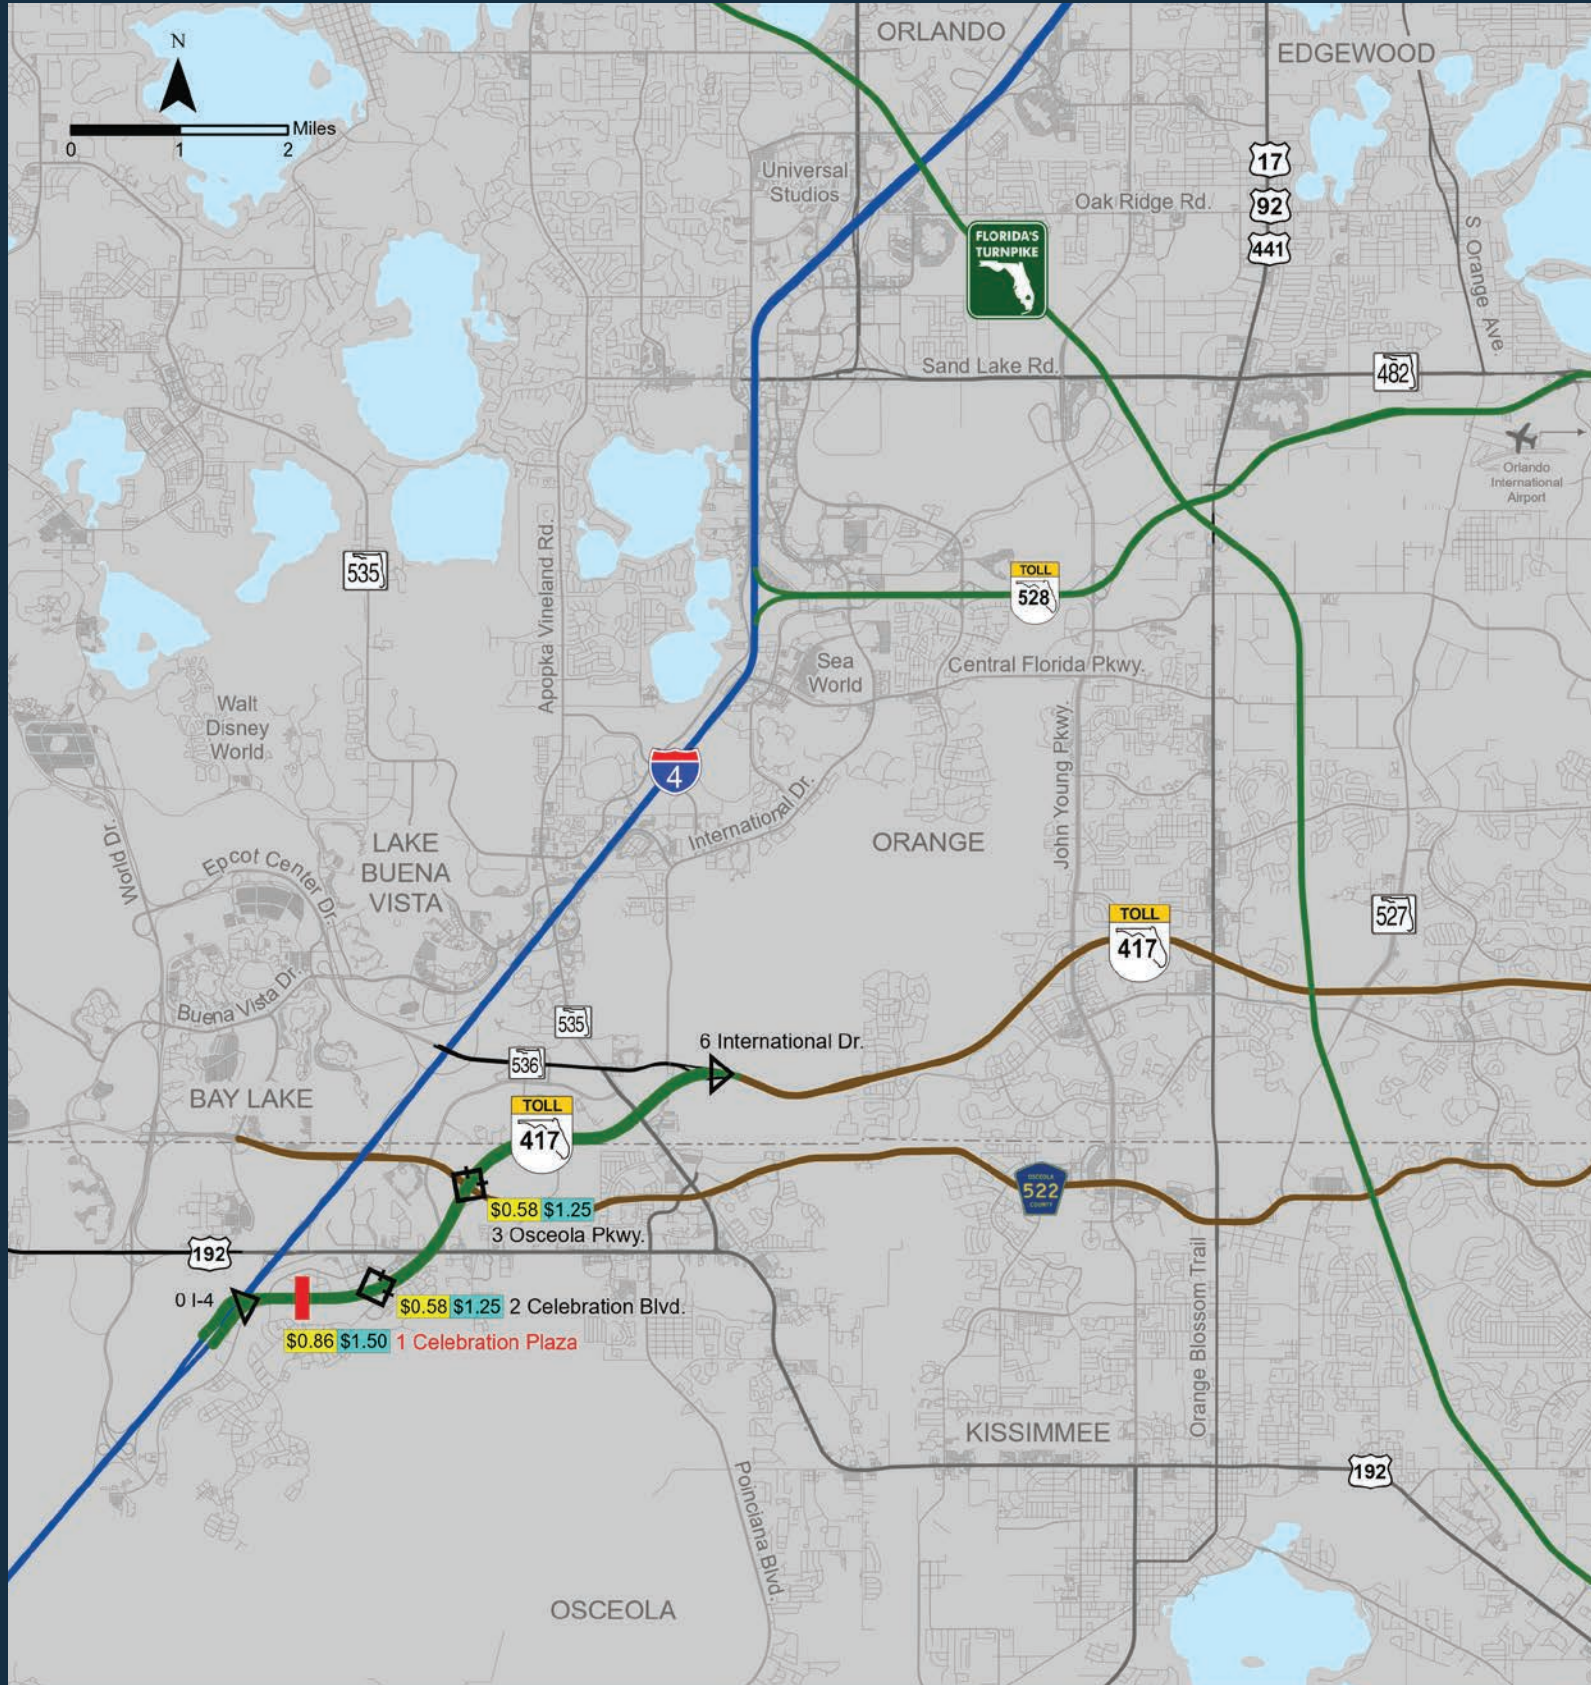 ORLANDO
EDGEWOOD
N
Miles
0 1 2
Universal
Studios
17
92
441
Oak Ridge Rd.
S Orange Ave.
FLORIDA'S
TURNPIKE
Sand Lake Rd.
482
Orlando
International
Airport
535
Apopka Vineland Rd.
TOLL
528
Sea
World
Central Florida Pkwy.
Walt
Disney
World
John Young Pkwy.
4
International Dr.
World Dr.
LAKE
BUENA
VISTA
ORANGE
Epcot Center Dr.
TOLL
417
527
Buena Vista Dr.
535
6 International Dr.
536
BAY LAKE
TOLL
417
OSCEOLA
522
COUNTY
$0.58 $1.25
3 Osceola Pkwy.
192
0 I-4
$0.58 $1.25 2 Celebration Blvd.
$0.86 $1.50 1 Celebration Plaza
Orange Blossom Trail
KISSIMMEE
192
Poinciana Blvd.
OSCEOLA